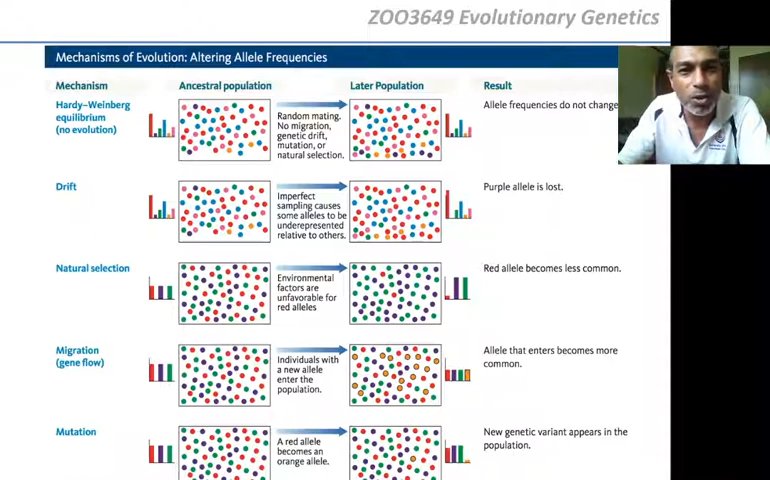 ZOO3649 Evolutionary Genetics
Mechanisms of Evolution: Altering Allele Frequencies
Mechanism Ancestral population Later Population Result
Hardy–Weinberg
equilibrium
(no evolution)
Random mating.
No migration,
genetic drift,
mutation, or
natural selection.
Allele frequencies do not change
Drift
Imperfect
sampling causes
some alleles to be
underepresented
relative to others.
Purple allele is lost.
Natural selection
Environmental
factors are
unfavorable for
red alleles
Red allele becomes less common.
Migration
(gene flow)
Individuals with
a new allele
enter the
population.
Allele that enters becomes more
common.
Mutation
A red allele
becomes an
orange allele.
New genetic variant appears in the
population.